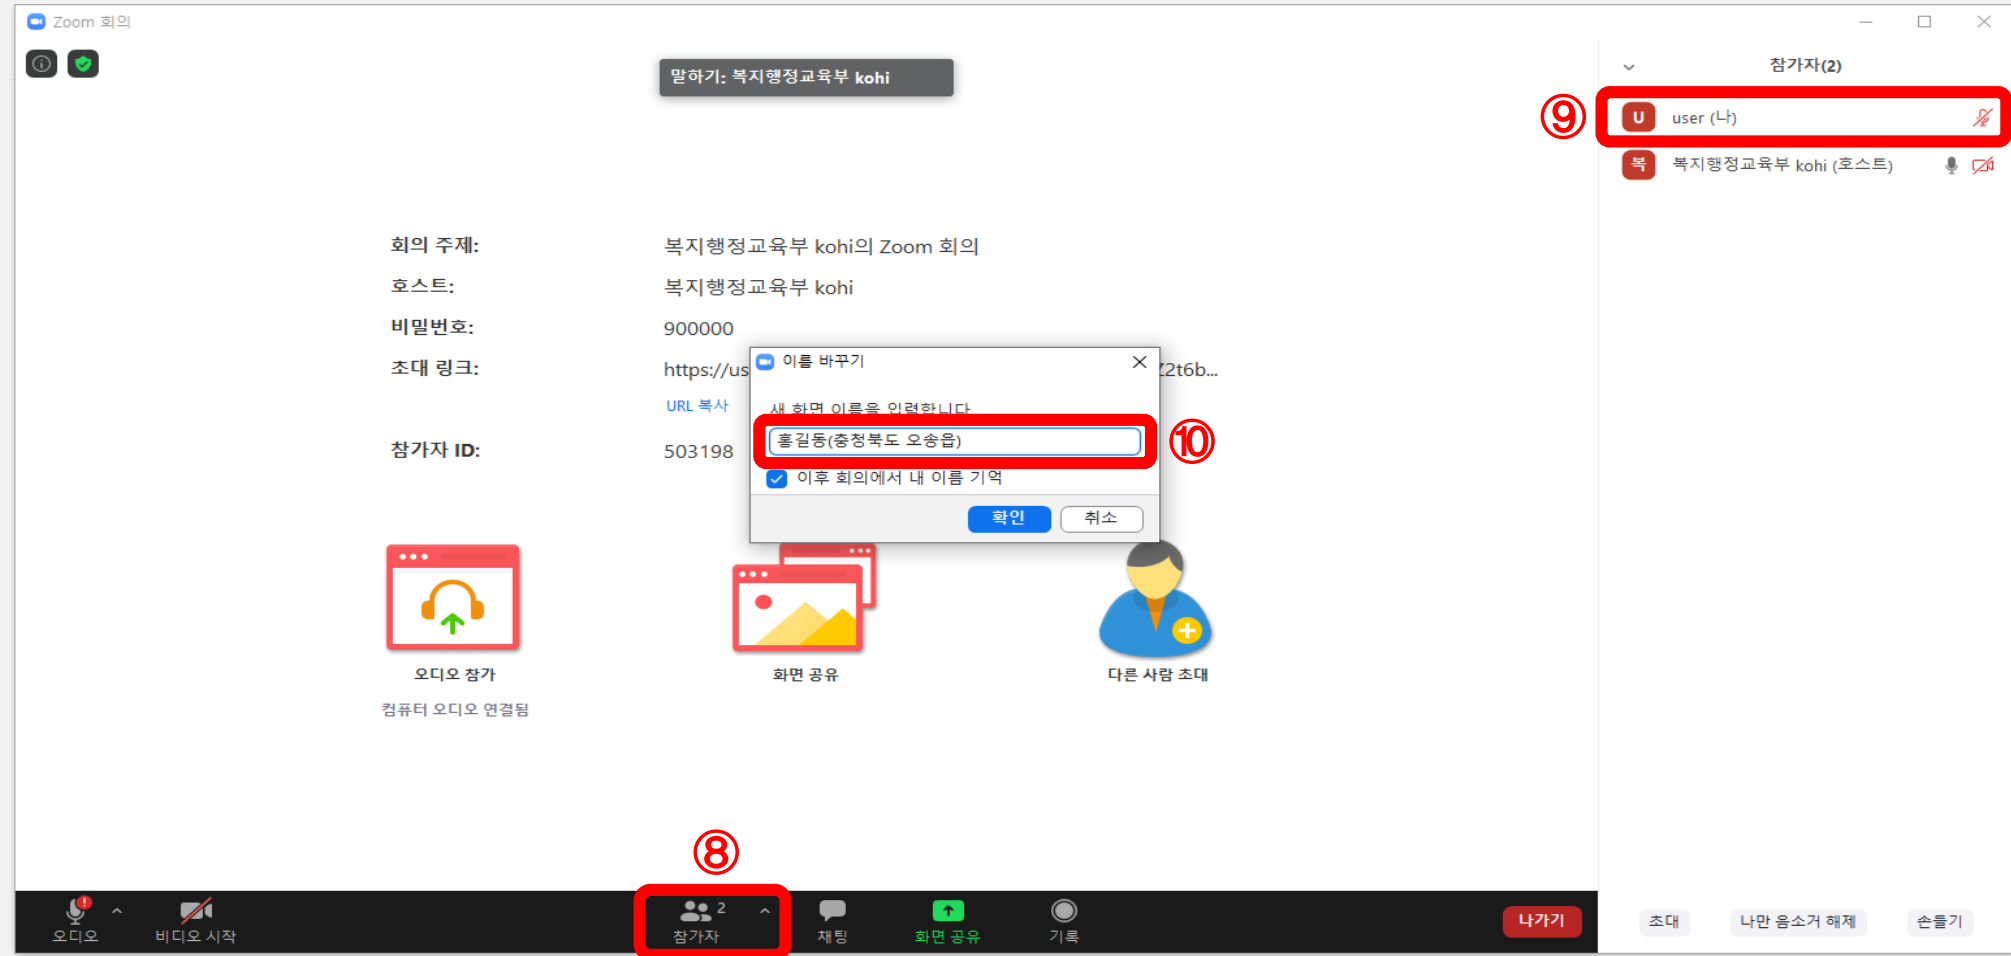 Zoom 회의
말하기: 복지행정교육부 kohi
참가자(2)
⑨
U user (나)
복 복지행정교육부 kohi (호스트)
회의 주제: 복지행정교육부 kohi의 Zoom 회의
호스트: 복지행정교육부 kohi
비밀번호: 900000
초대 링크: https://us Z2t6b...
URL 복사
참가자 ID: 503198
이름 바꾸기
새 화면 이름을 입력합니다
홍길동(충청북도 오송읍)
⑩
이후 회의에서 내 이름 기억
확인 취소
오디오 참가 화면 공유 다른 사람 초대
컴퓨터 오디오 연결됨
⑧
2
오디오 비디오 시작 참가자 채팅 화면 공유 기록 나가기
초대 나만 음소거 해제 손들기